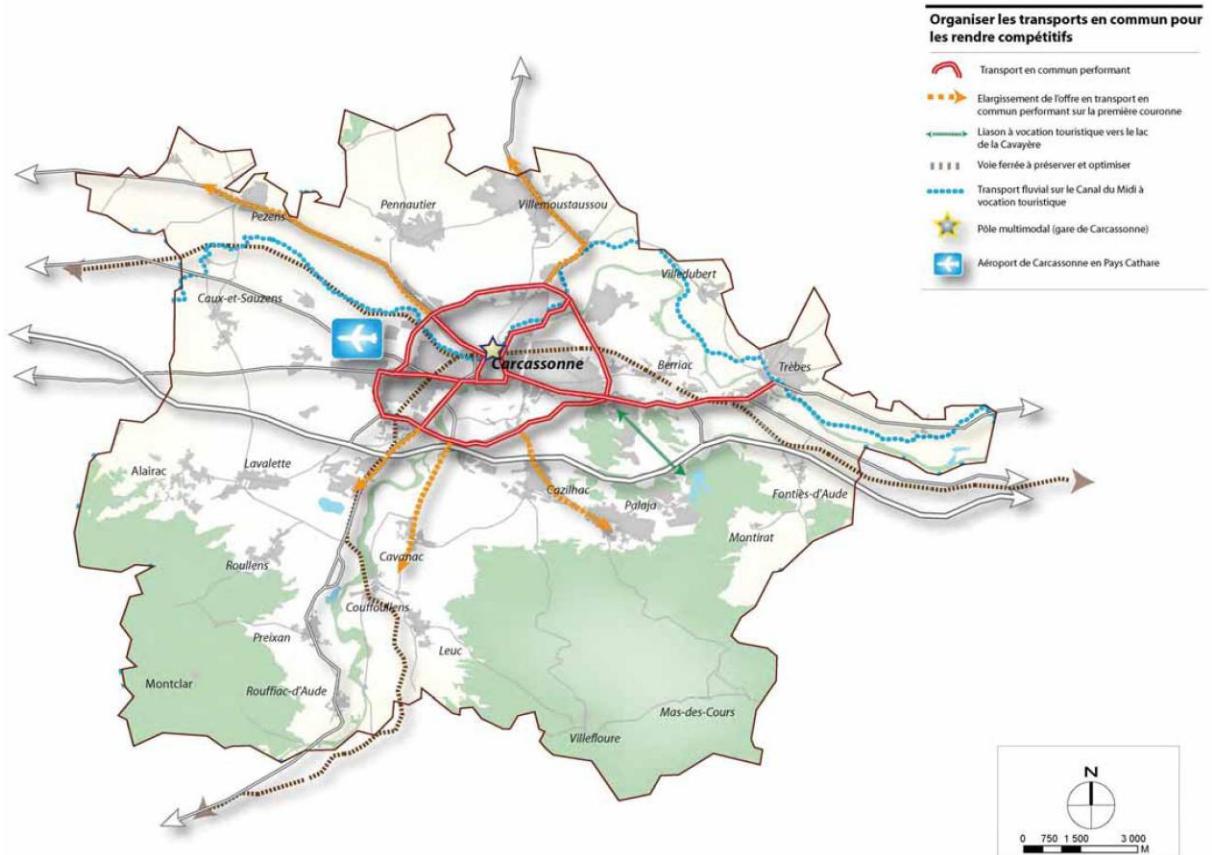 Organiser les transports en commun pour
les rendre compétitifs
Transport en commun performant
Elargissement de l'offre en transport en
commun performant sur la première couronne
Liason à vocation touristique vers le lac
de la Cavayère
Voie ferrée à préserver et optimiser
Transport fluvial sur le Canal du Midi à
vocation touristique
Pôle multimodal (gare de Carcassonne)
Aéroport de Carcassonne en Pays Cathare
Pezens
Pennautier
Villemoustaussou
Villedubert
Caux-et-Sauzens
Carcassonne
Berriac
Trèbes
Alairac
Lavalette
Cazilhac
Palaja
Fonties-d'Aude
Montirat
Roullens
Cavanac
Couffoulens
Preixan
Leuc
Montclar
Rouffiac-d'Aude
Mas-des-Cours
Villefloure
N
0 750 1 500 3 000
M